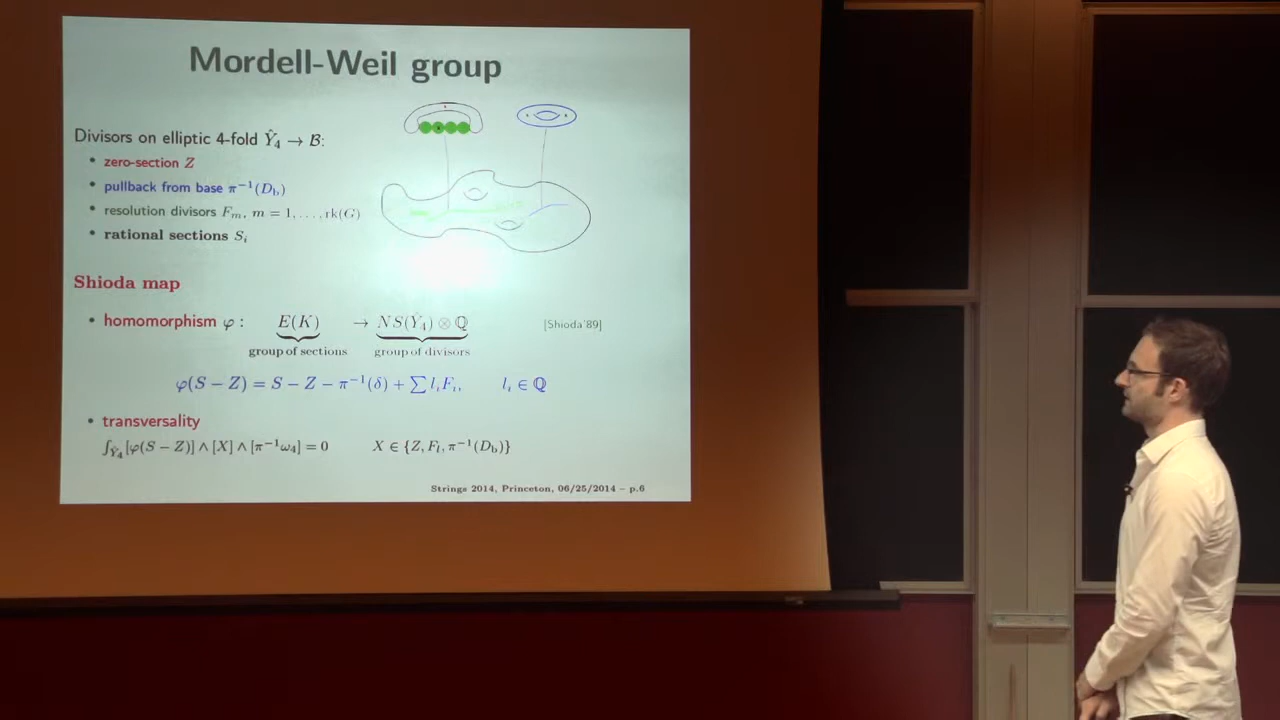 Mordell-Weil group
Divisors on elliptic 4-fold Ŷ₄ → ℬ:
• zero-section Z
• pullback from base π⁻¹(D_b)
• resolution divisors F_m, m = 1, . . . , rk(G)
• rational sections S_i
Shioda map
• homomorphism φ : E(K) → NS(Ŷ₄) ⊗ ℚ [Shioda'89]
group of sections group of divisors
φ(S − Z) = S − Z − π⁻¹(δ) + ∑ l_i F_i, l_i ∈ ℚ
• transversality
∫_Ŷ₄ [φ(S − Z)] ∧ [X] ∧ [π⁻¹ω₄] = 0 X ∈ {Z, F_l, π⁻¹(D_b)}
Strings 2014, Princeton, 06/25/2014 – p.6